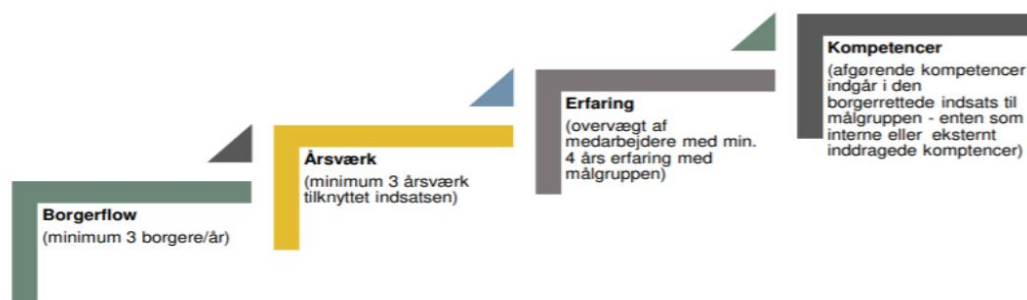 Borgerflow
(minimum 3 borgere/år)
Årsværk
(minimum 3 årsværk
tilknyttet indsatsen)
Erfaring
(overvægt af
medarbejdere med min.
4 års erfaring med
målgruppen)
Kompetencer
(afgørende kompetencer
indgår i den
borgerrettede indsats til
målgruppen - enten som
interne eller eksternt
inddragede komptencer)